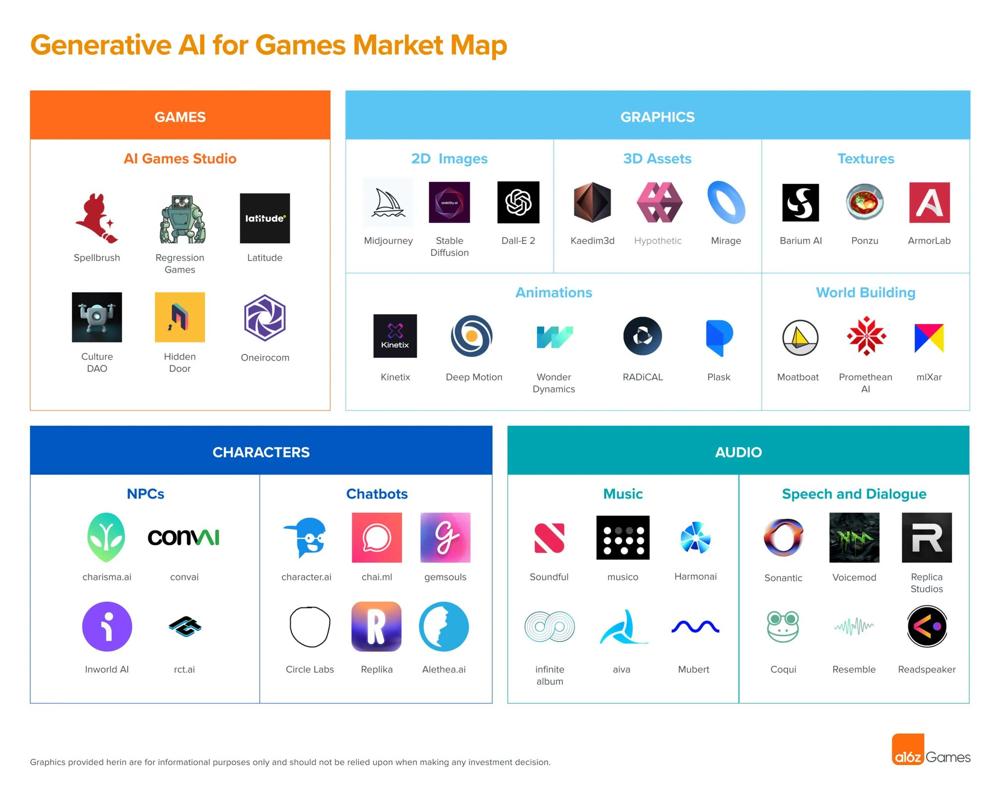 Generative AI for Games Market Map
GAMES
AI Games Studio
latitude
Spellbrush
Regression
Games
Latitude
Culture
DAO
Hidden
Door
Oneirocom
GRAPHICS
2D Images
stability.ai
Midjourney
Stable
Diffusion
Dall-E 2
3D Assets
Kaedim3d
Hypothetic
Mirage
Textures
Barium AI
Ponzu
ArmorLab
Animations
Kinetix
Kinetix
Deep Motion
Wonder
Dynamics
RADiCAL
Plask
World Building
Moatboat
Promethean
AI
mlXar
CHARACTERS
NPCs
convAI
charisma.ai
convai
Inworld AI
rct.ai
Chatbots
character.ai
chai.ml
gemsouls
R
Circle Labs
Replika
Alethea.ai
AUDIO
Music
Soundful
musico
Harmonai
infinite
album
aiva
Mubert
Speech and Dialogue
R
Sonantic
Voicemod
Replica
Studios
Coqui
Resemble
Readspeaker
Graphics provided herein are for informational purposes only and should not be relied upon when making any investment decision.
a16z Games